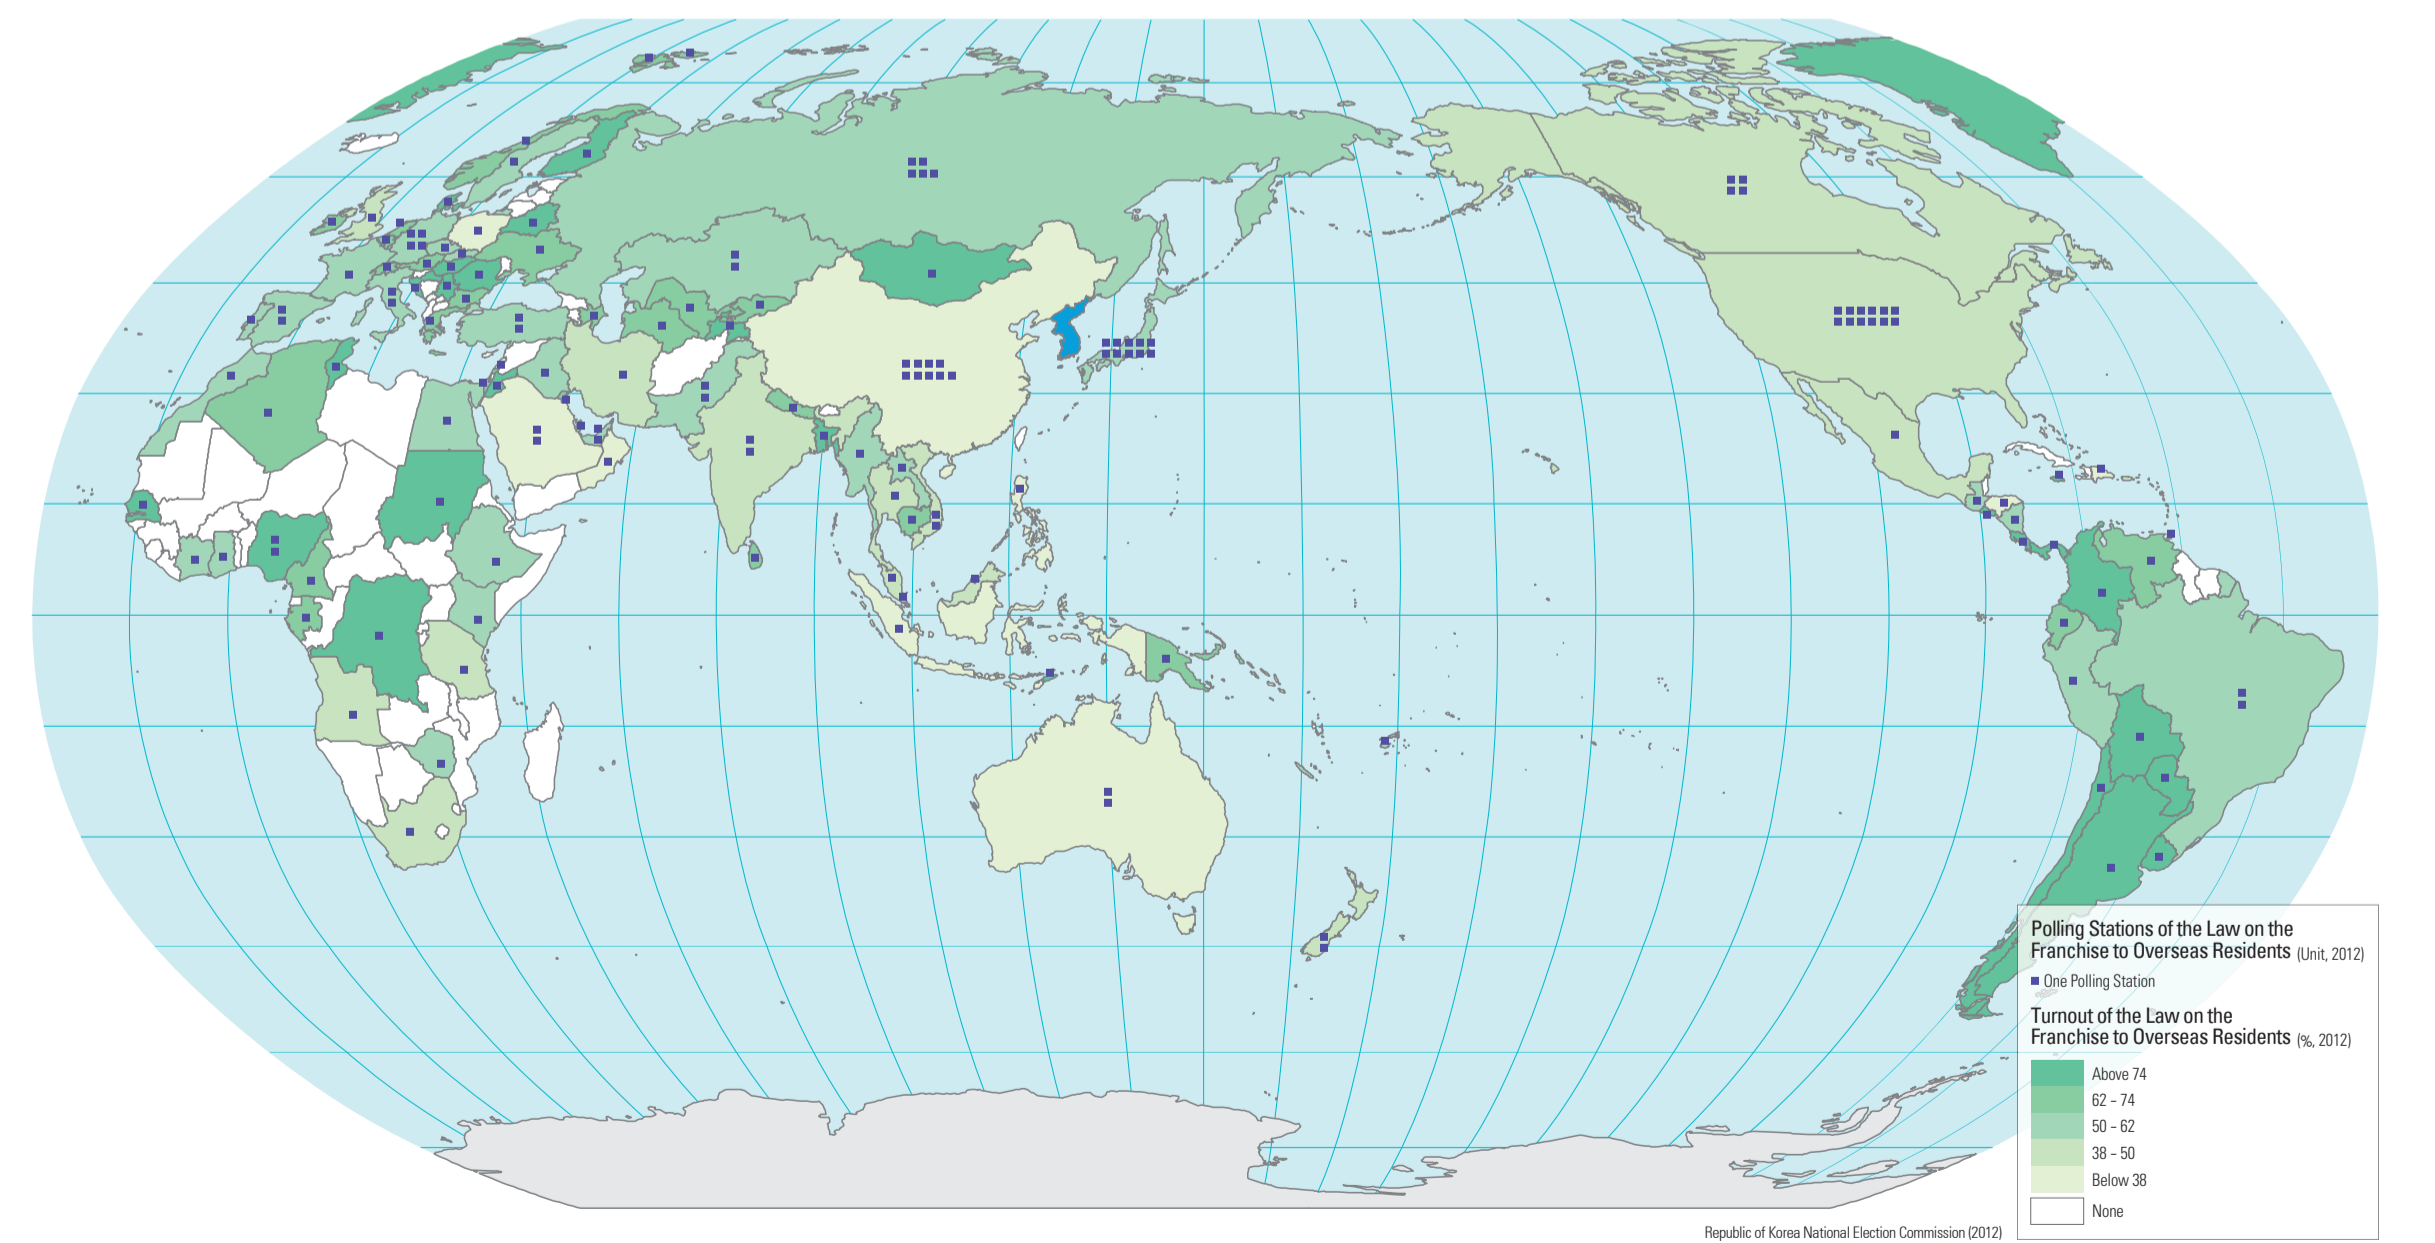 Polling Stations of the Law on the
Franchise to Overseas Residents (Unit, 2012)
One Polling Station
Turnout of the Law on the
Franchise to Overseas Residents (%, 2012)
Above 74
62 – 74
50 – 62
38 – 50
Below 38
None
Republic of Korea National Election Commission (2012)